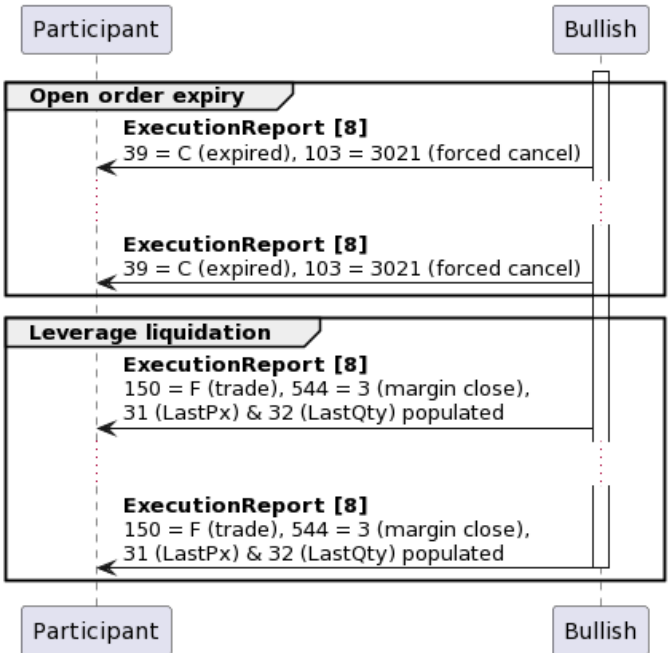 Participant
Bullish
Open order expiry
ExecutionReport [8]
39 = C (expired), 103 = 3021 (forced cancel)
ExecutionReport [8]
39 = C (expired), 103 = 3021 (forced cancel)
Leverage liquidation
ExecutionReport [8]
150 = F (trade), 544 = 3 (margin close),
31 (LastPx) & 32 (LastQty) populated
ExecutionReport [8]
150 = F (trade), 544 = 3 (margin close),
31 (LastPx) & 32 (LastQty) populated
Participant
Bullish